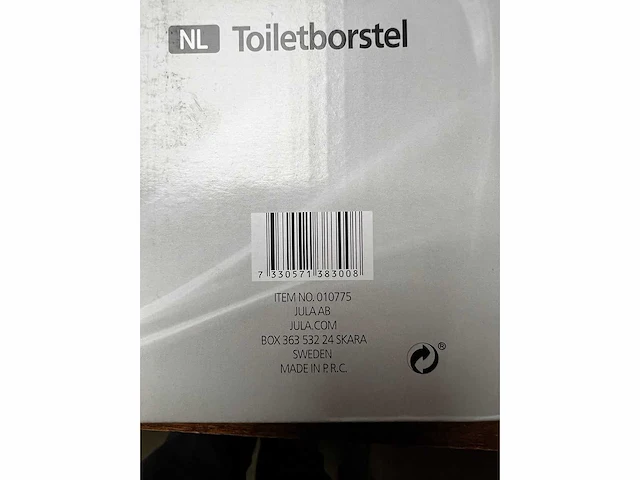 NL Toiletborstel
7 330571 383008
ITEM NO. 010775
JULA AB
JULA.COM
BOX 363 532 24 SKARA
SWEDEN
MADE IN P.R.C.
®